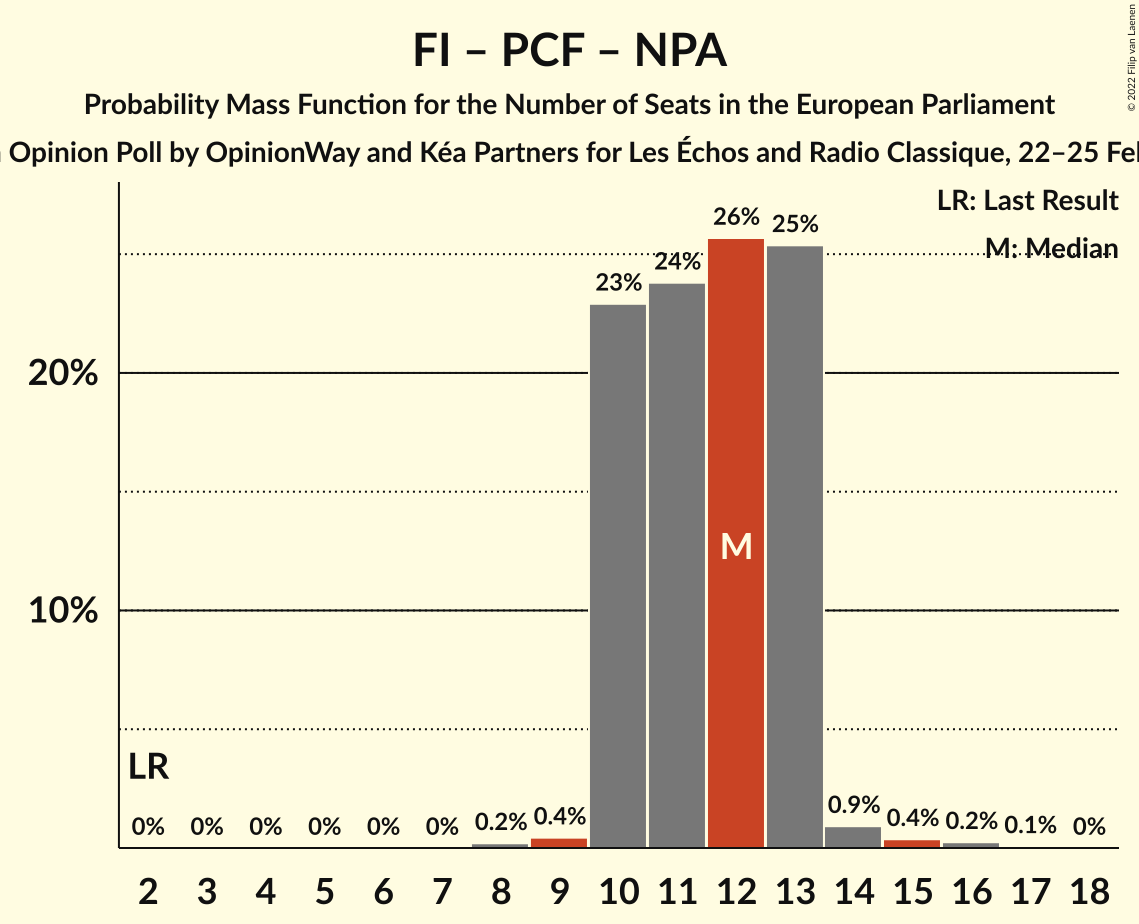 FI – PCF – NPA
Probability Mass Function for the Number of Seats in the European Parliament
Opinion Poll by OpinionWay and Kéa Partners for Les Échos and Radio Classique, 22–25
© 2022 Filip van Laenen
LR: Last Result
M: Median
26%
25%
24%
23%
20%
10%
M
LR
0% 0% 0% 0% 0% 0% 0.2% 0.4% 0.9% 0.4% 0.2% 0.1% 0%
2 3 4 5 6 7 8 9 10 11 12 13 14 15 16 17 18